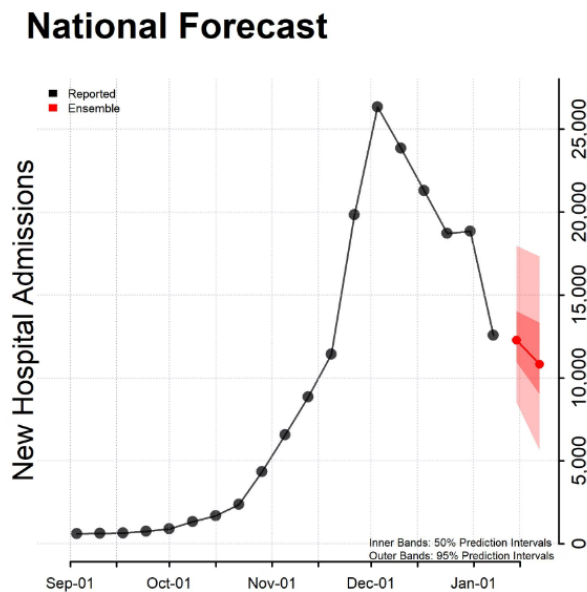 National Forecast
Reported
Ensemble
New Hospital Admissions
25,000
20,000
15,000
10,000
5,000
0
Inner Bands: 50% Prediction Intervals
Outer Bands: 95% Prediction Intervals
Sep-01 Oct-01 Nov-01 Dec-01 Jan-01